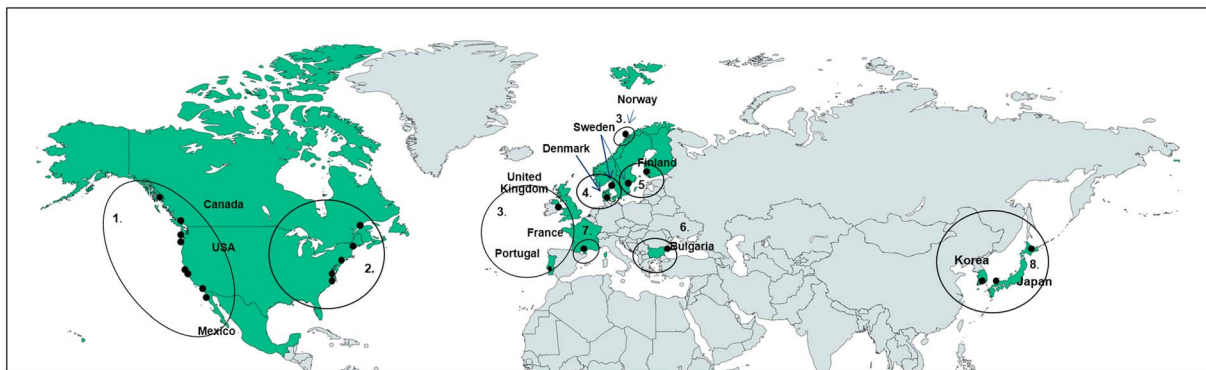 Norway
3.
Sweden
Denmark
Finland
United
Kingdom
4.
5.
1.
Canada
3.
6.
USA
France
7.
Bulgaria
2.
Portugal
Korea
8.
Japan
Mexico